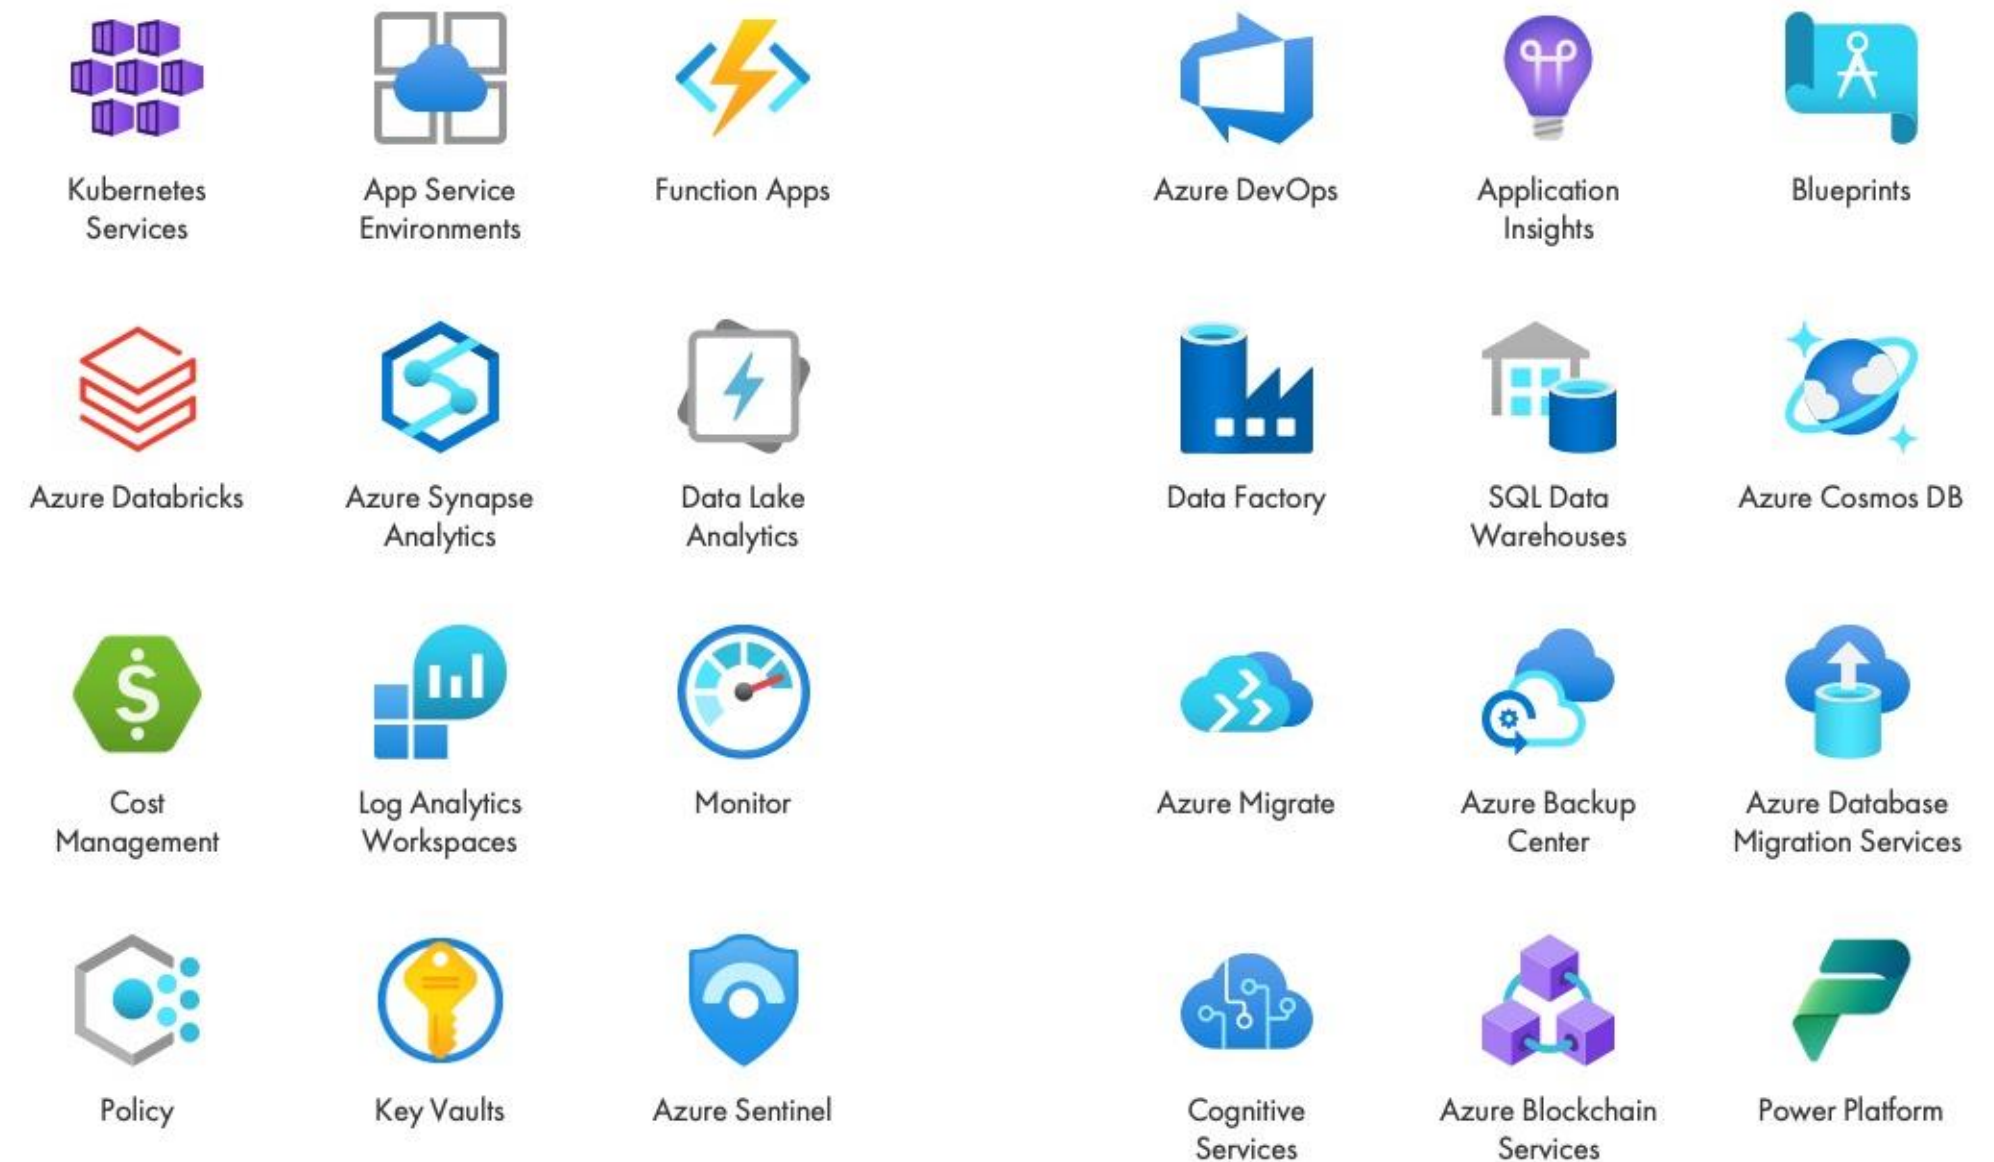 Kubernetes
Services
App Service
Environments
Function Apps
Azure DevOps
Application
Insights
Blueprints
Azure Databricks
Azure Synapse
Analytics
Data Lake
Analytics
Data Factory
SQL Data
Warehouses
Azure Cosmos DB
Cost
Management
Log Analytics
Workspaces
Monitor
Azure Migrate
Azure Backup
Center
Azure Database
Migration Services
Policy
Key Vaults
Azure Sentinel
Cognitive
Services
Azure Blockchain
Services
Power Platform